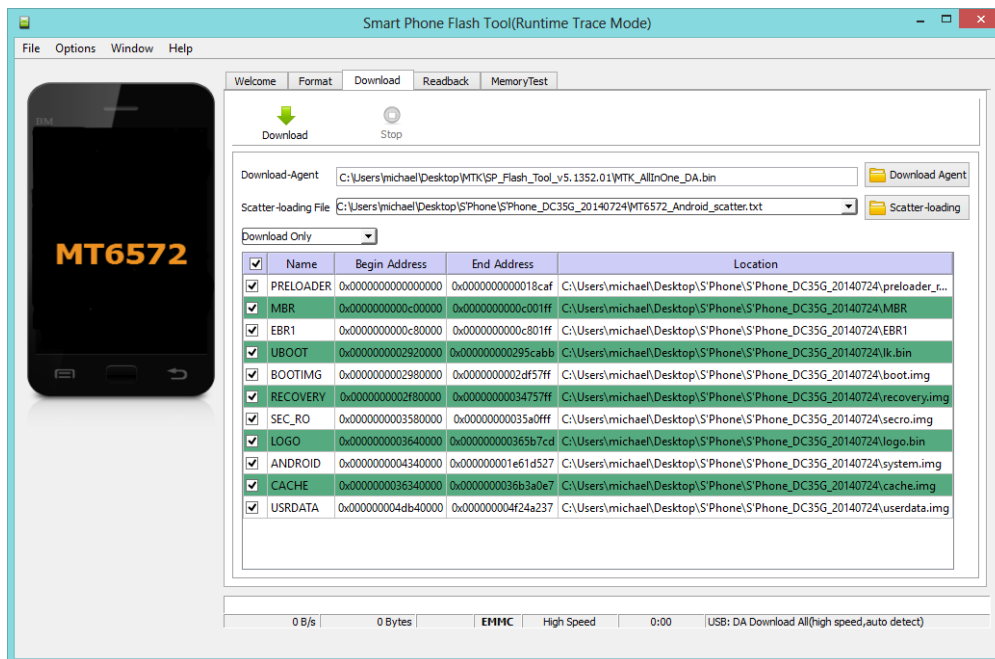 Smart Phone Flash Tool(Runtime Trace Mode)
File Options Window Help
BM
MT6572
Welcome Format Download Readback MemoryTest
Download Stop
Download-Agent C:\Users\michael\Desktop\MTK\SP_Flash_Tool_v5.1352.01\MTK_AllInOne_DA.bin Download Agent
Scatter-loading File C:\Users\michael\Desktop\S'Phone\S'Phone_DC35G_20140724\MT6572_Android_scatter.txt Scatter-loading
Download Only
Name Begin Address End Address Location
PRELOADER 0x0000000000000000 0x0000000000018caf C:\Users\michael\Desktop\S'Phone\S'Phone_DC35G_20140724\preloader_r...
MBR 0x0000000000c00000 0x0000000000c001ff C:\Users\michael\Desktop\S'Phone\S'Phone_DC35G_20140724\MBR
EBR1 0x0000000000c80000 0x0000000000c801ff C:\Users\michael\Desktop\S'Phone\S'Phone_DC35G_20140724\EBR1
UBOOT 0x0000000002920000 0x000000000295cabb C:\Users\michael\Desktop\S'Phone\S'Phone_DC35G_20140724\lk.bin
BOOTIMG 0x0000000002980000 0x0000000002df57ff C:\Users\michael\Desktop\S'Phone\S'Phone_DC35G_20140724\boot.img
RECOVERY 0x0000000002f80000 0x00000000034757ff C:\Users\michael\Desktop\S'Phone\S'Phone_DC35G_20140724\recovery.img
SEC_RO 0x0000000003580000 0x00000000035a0fff C:\Users\michael\Desktop\S'Phone\S'Phone_DC35G_20140724\secro.img
LOGO 0x0000000003640000 0x000000000365b7cd C:\Users\michael\Desktop\S'Phone\S'Phone_DC35G_20140724\logo.bin
ANDROID 0x0000000004340000 0x000000001e61d527 C:\Users\michael\Desktop\S'Phone\S'Phone_DC35G_20140724\system.img
CACHE 0x0000000036340000 0x0000000036b3a0e7 C:\Users\michael\Desktop\S'Phone\S'Phone_DC35G_20140724\cache.img
USRDATA 0x000000004db40000 0x000000004f24a237 C:\Users\michael\Desktop\S'Phone\S'Phone_DC35G_20140724\userdata.img
0 B/s 0 Bytes EMMC High Speed 0:00 USB: DA Download All(high speed,auto detect)